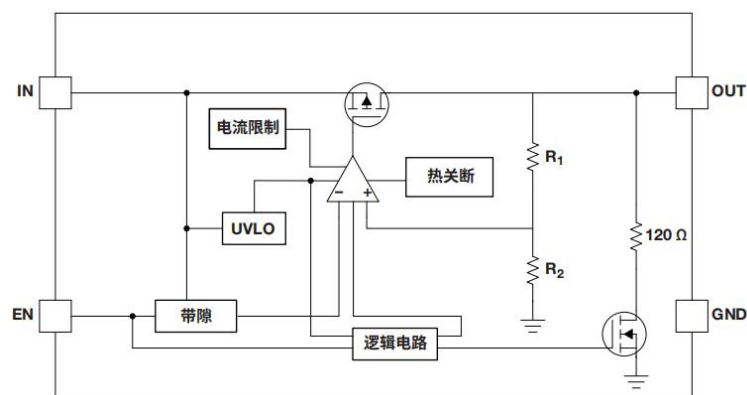 IN
OUT
电流限制
R1
热关断
−
+
UVLO
120 Ω
R2
EN
带隙
GND
逻辑电路